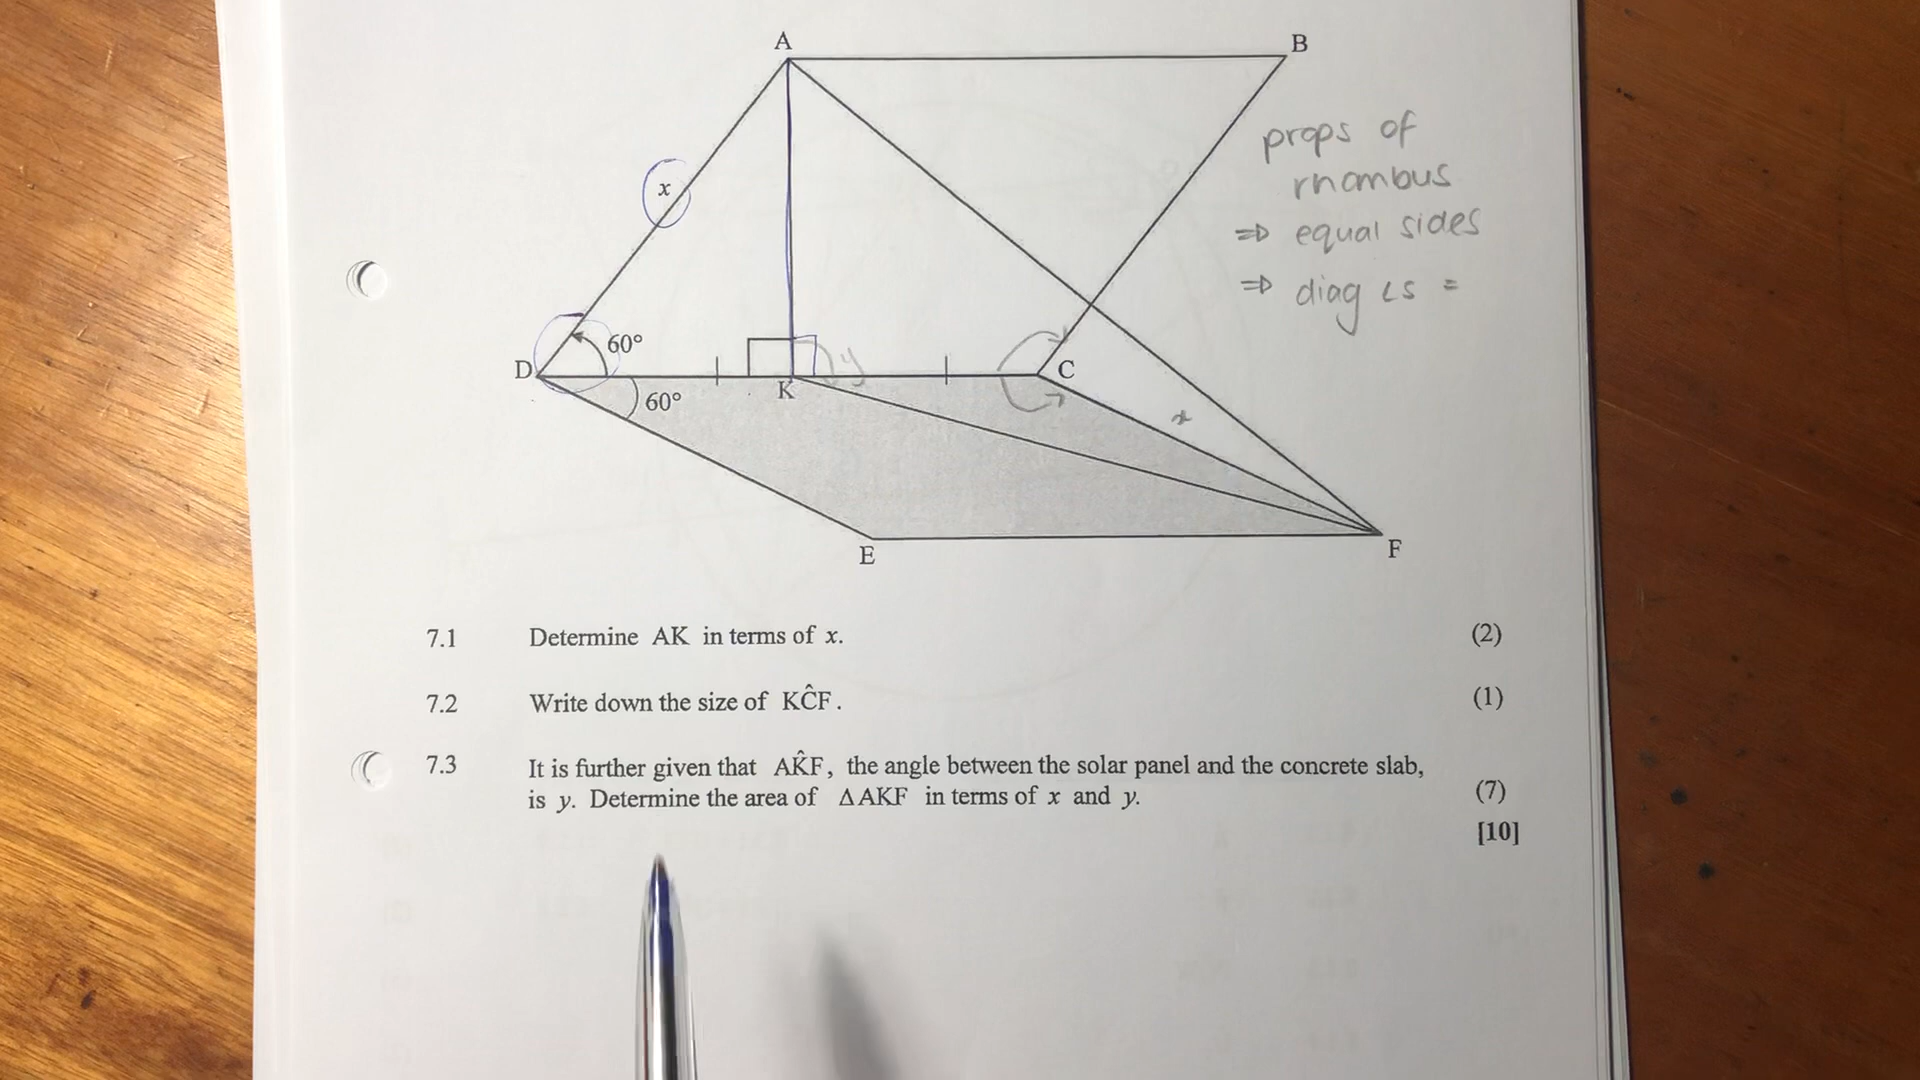 A
B
props of
rhombus
x
⇒ equal sides
⇒ diag ∠s =
60°
y
D
K
C
60°
x
E
F
7.1 Determine AK in terms of x. (2)
7.2 Write down the size of KĈF. (1)
7.3 It is further given that AK̂F, the angle between the solar panel and the concrete slab,
is y. Determine the area of ΔAKF in terms of x and y. (7)
[10]